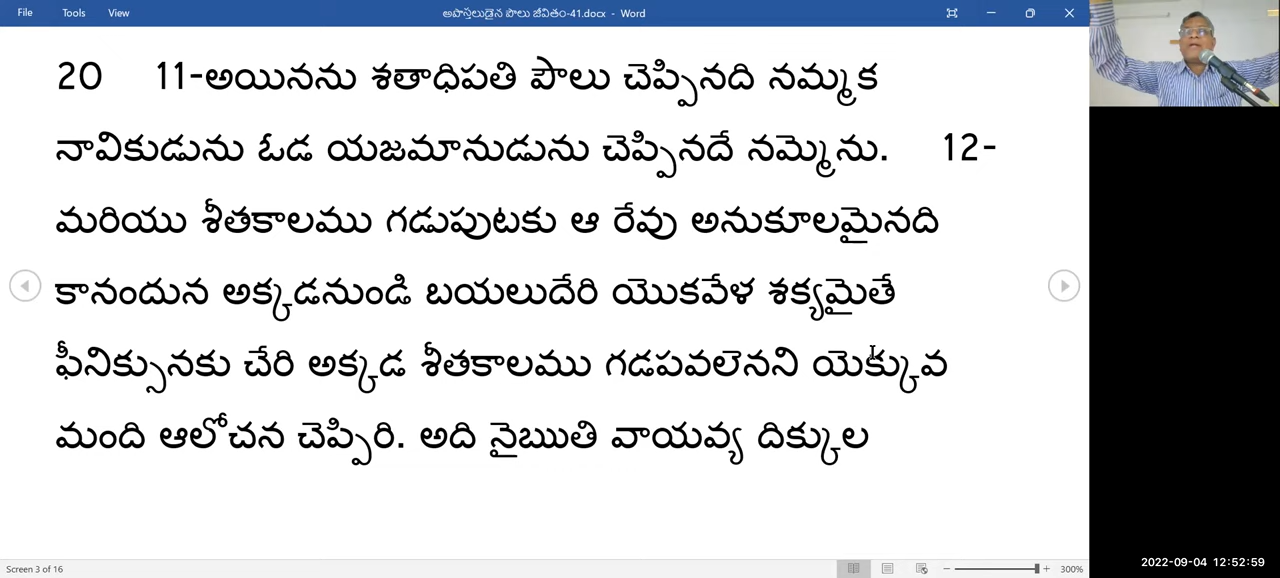 File Tools View అపొస్తలుడైన పౌలు జీవితం-41.docx - Word
20 11-అయినను శతాధిపతి పౌలు చెప్పినది నమ్మక
నావికుడును ఓడ యజమానుడును చెప్పినదే నమ్మెను. 12-
మరియు శీతకాలము గడుపుటకు ఆ రేవు అనుకూలమైనది
కానందున అక్కడనుండి బయలుదేరి యొకవేళ శక్యమైతే
ఫీనిక్సునకు చేరి అక్కడ శీతకాలము గడపవలెనని యెక్కువ
మంది ఆలోచన చెప్పిరి. అది నైఋతి వాయవ్య దిక్కుల
2022-09-04 12:52:59
Screen 3 of 16 300%